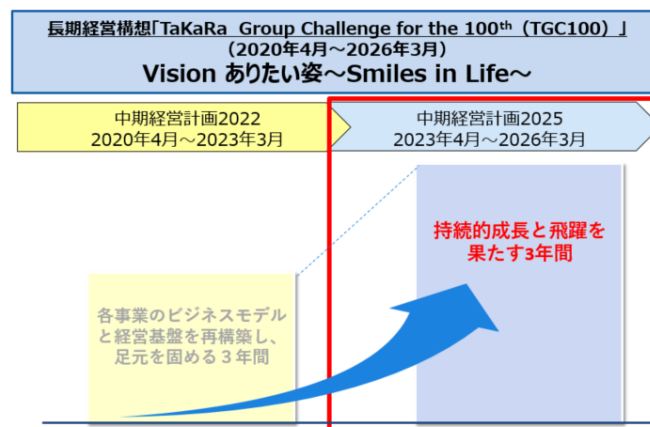 長期経営構想「TaKaRa Group Challenge for the 100th（TGC100）」
（2020年4月～2026年3月）
Vision ありたい姿～Smiles in Life～
中期経営計画2022
2020年4月～2023年3月
中期経営計画2025
2023年4月～2026年3月
持続的成長と飛躍を
果たす3年間
各事業のビジネスモデル
と経営基盤を再構築し、
足元を固める３年間